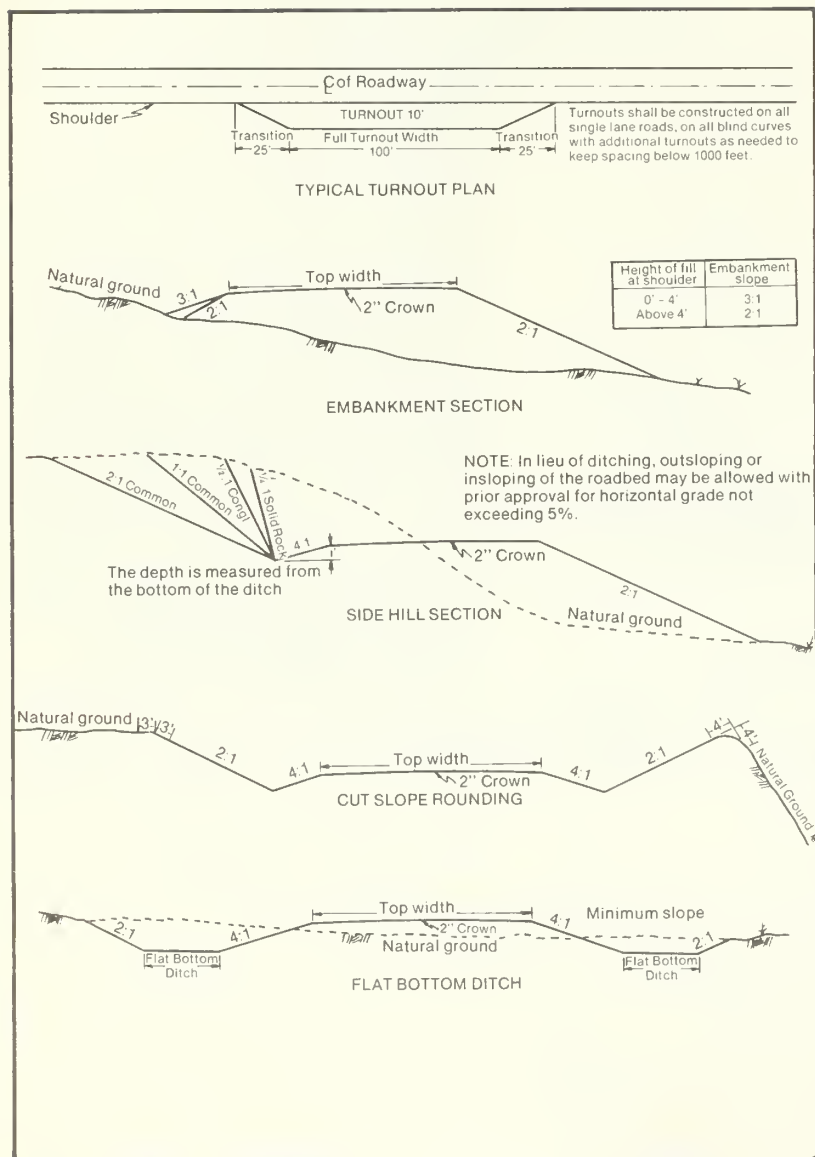 ℄ of Roadway
Shoulder
TURNOUT 10'
Transition
Full Turnout Width
Transition
25'
100'
25'
Turnouts shall be constructed on all
single lane roads, on all blind curves
with additional turnouts as needed to
keep spacing below 1000 feet.
TYPICAL TURNOUT PLAN
Natural ground
3:1
2:1
Top width
2" Crown
2:1
Height of fill
at shoulder
Embankment
slope
0' - 4'
3:1
Above 4'
2:1
EMBANKMENT SECTION
2:1 Common
1:1 Common
½:1 Congl
¼:1 Solid Rock
4:1
1'
2" Crown
2:1
NOTE: In lieu of ditching, outsloping or
insloping of the roadbed may be allowed with
prior approval for horizontal grade not
exceeding 5%.
The depth is measured from
the bottom of the ditch
Natural ground
SIDE HILL SECTION
Natural ground
3'
3'
2:1
4:1
Top width
2" Crown
4:1
2:1
4'
4'
Natural Ground
CUT SLOPE ROUNDING
2:1
4:1
Top width
2" Crown
4:1
Minimum slope
Natural ground
2:1
Flat Bottom
Ditch
Flat Bottom
Ditch
FLAT BOTTOM DITCH